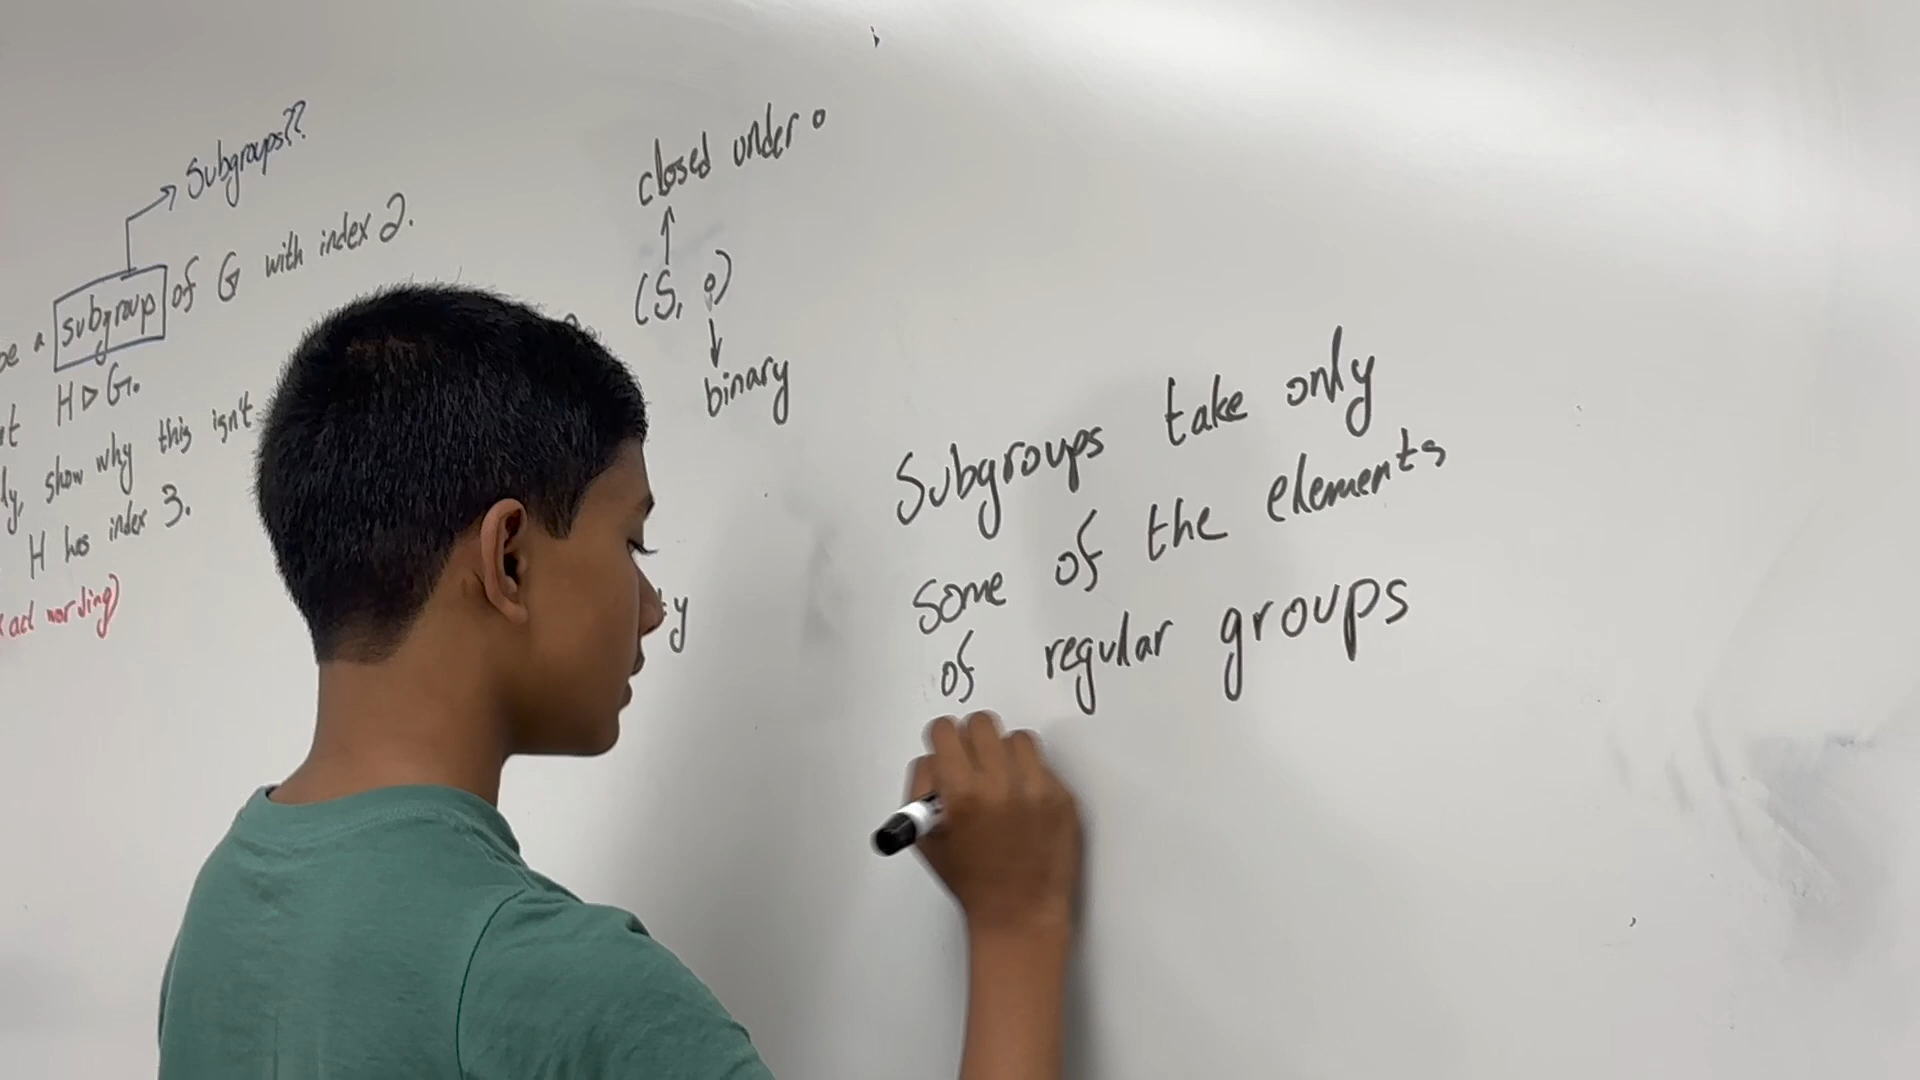 Subgroups??
be a subgroup of G with index 2.
H ▷ G.
show why this isn't
H has index 3.
wording)
closed under ∘
(S, ∘)
binary
Subgroups take only
some of the elements
of regular groups